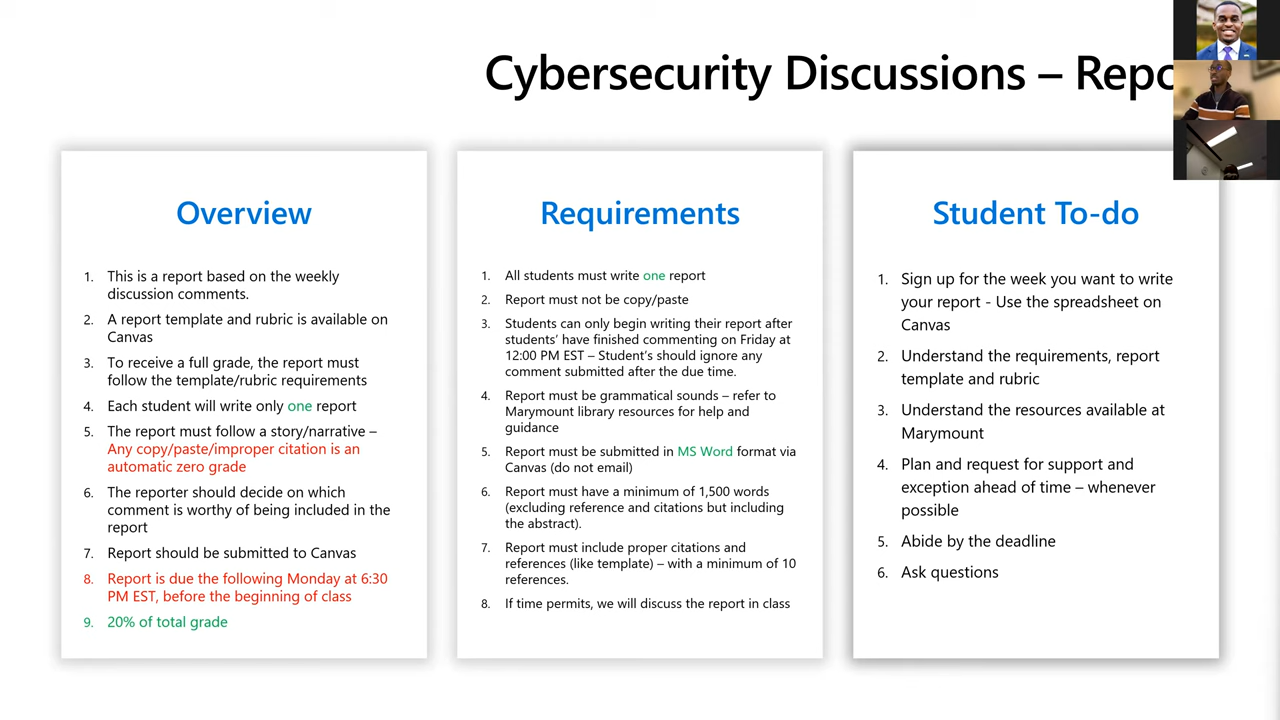 Cybersecurity Discussions – Repo
Overview
1. This is a report based on the weekly
discussion comments.
2. A report template and rubric is available on
Canvas
3. To receive a full grade, the report must
follow the template/rubric requirements
4. Each student will write only one report
5. The report must follow a story/narrative –
Any copy/paste/improper citation is an
automatic zero grade
6. The reporter should decide on which
comment is worthy of being included in the
report
7. Report should be submitted to Canvas
8. Report is due the following Monday at 6:30
PM EST, before the beginning of class
9. 20% of total grade
Requirements
1. All students must write one report
2. Report must not be copy/paste
3. Students can only begin writing their report after
students’ have finished commenting on Friday at
12:00 PM EST – Student’s should ignore any
comment submitted after the due time.
4. Report must be grammatical sounds – refer to
Marymount library resources for help and
guidance
5. Report must be submitted in MS Word format via
Canvas (do not email)
6. Report must have a minimum of 1,500 words
(excluding reference and citations but including
the abstract).
7. Report must include proper citations and
references (like template) – with a minimum of 10
references.
8. If time permits, we will discuss the report in class
Student To-do
1. Sign up for the week you want to write
your report - Use the spreadsheet on
Canvas
2. Understand the requirements, report
template and rubric
3. Understand the resources available at
Marymount
4. Plan and request for support and
exception ahead of time – whenever
possible
5. Abide by the deadline
6. Ask questions